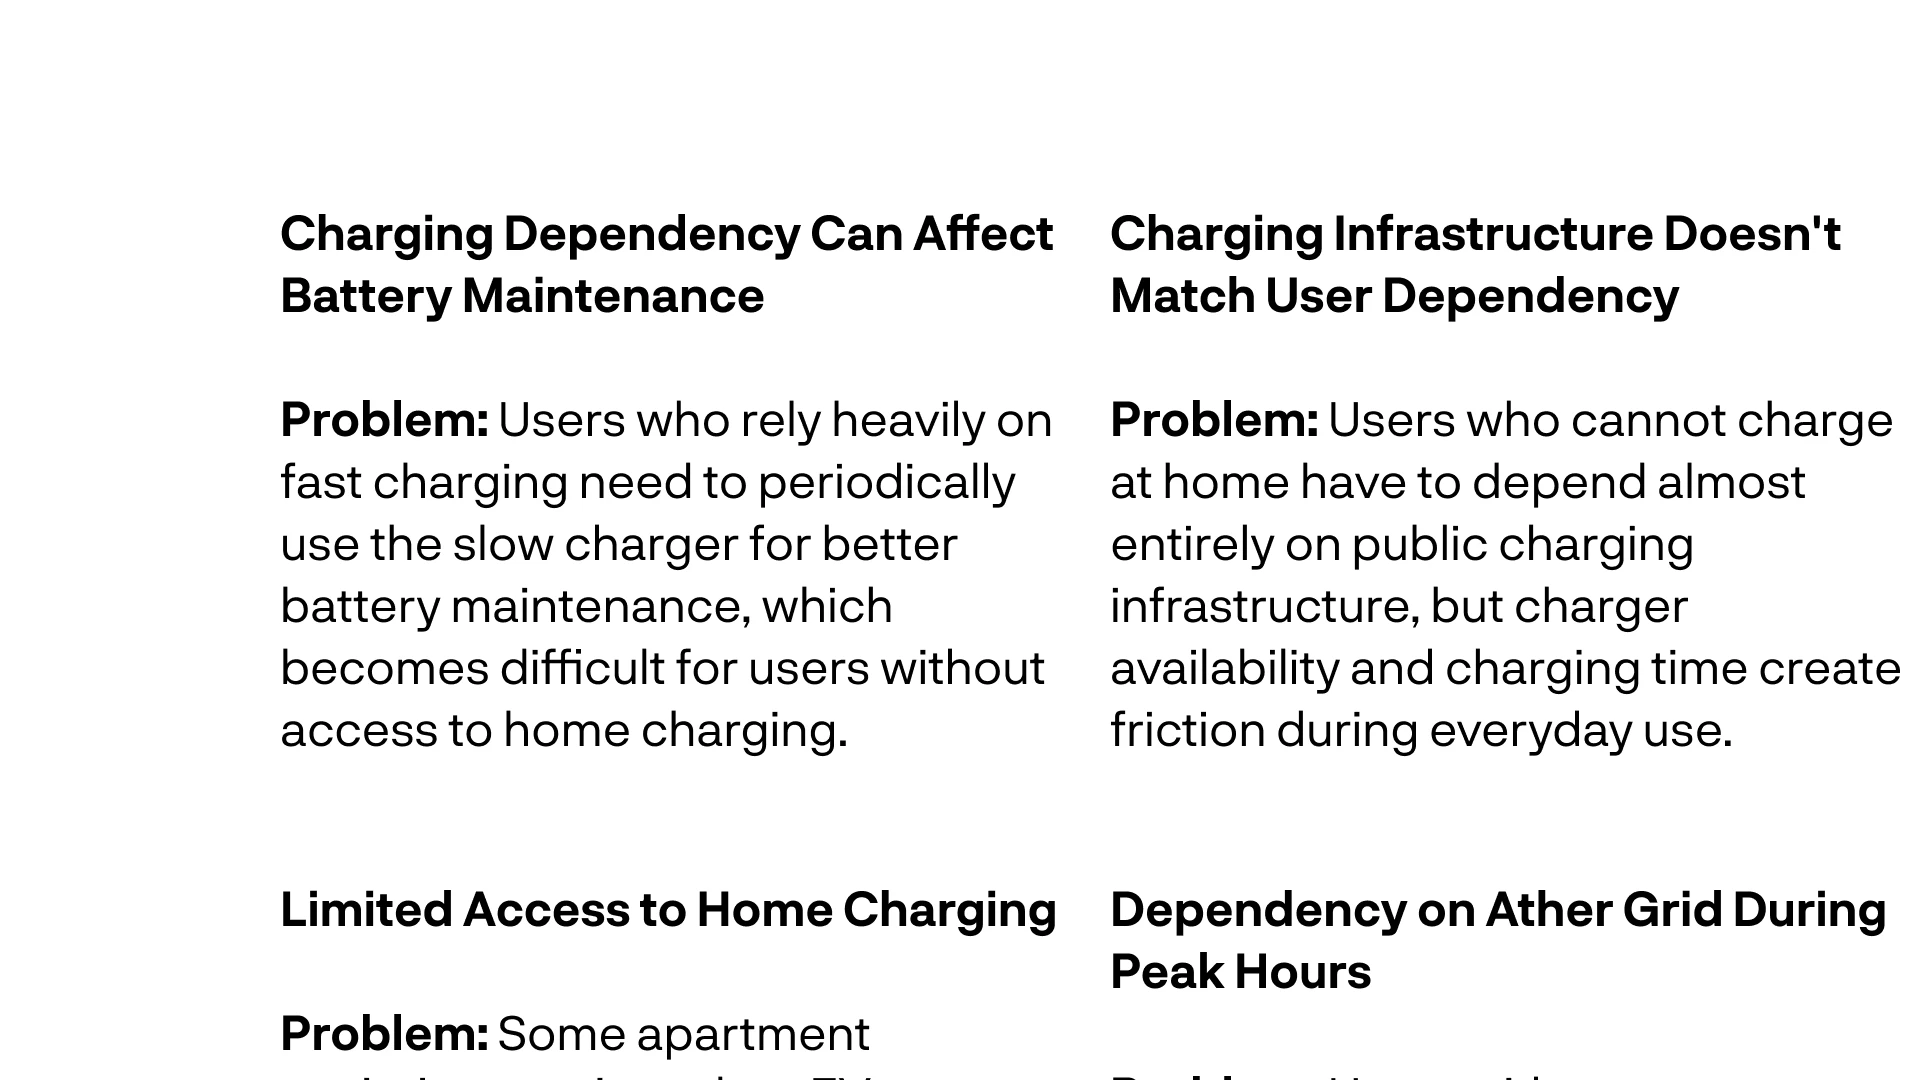 Charging Dependency Can Affect
Battery Maintenance
Problem: Users who rely heavily on
fast charging need to periodically
use the slow charger for better
battery maintenance, which
becomes difficult for users without
access to home charging.
Charging Infrastructure Doesn't
Match User Dependency
Problem: Users who cannot charge
at home have to depend almost
entirely on public charging
infrastructure, but charger
availability and charging time create
friction during everyday use.
Limited Access to Home Charging
Problem: Some apartment
Dependency on Ather Grid During
Peak Hours